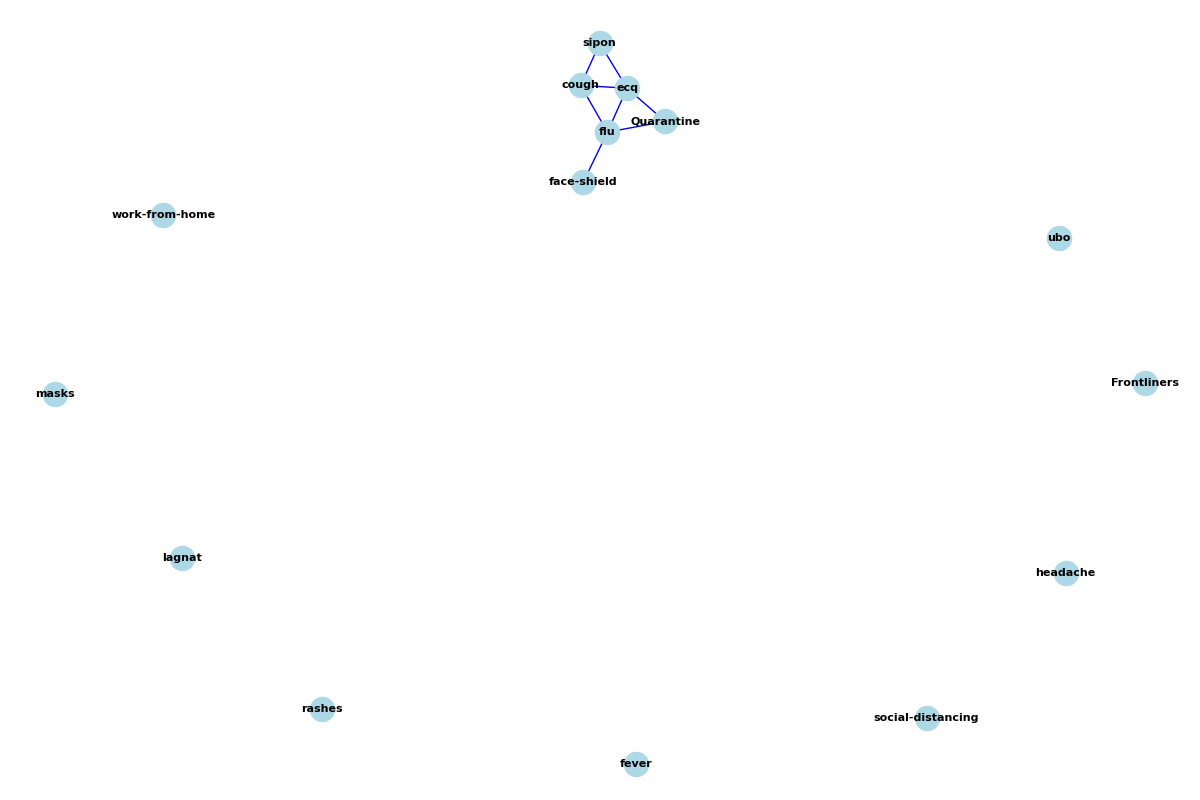 sipon
cough
ecq
Quarantine
flu
face-shield
work-from-home
ubo
Frontliners
masks
lagnat
headache
rashes
social-distancing
fever